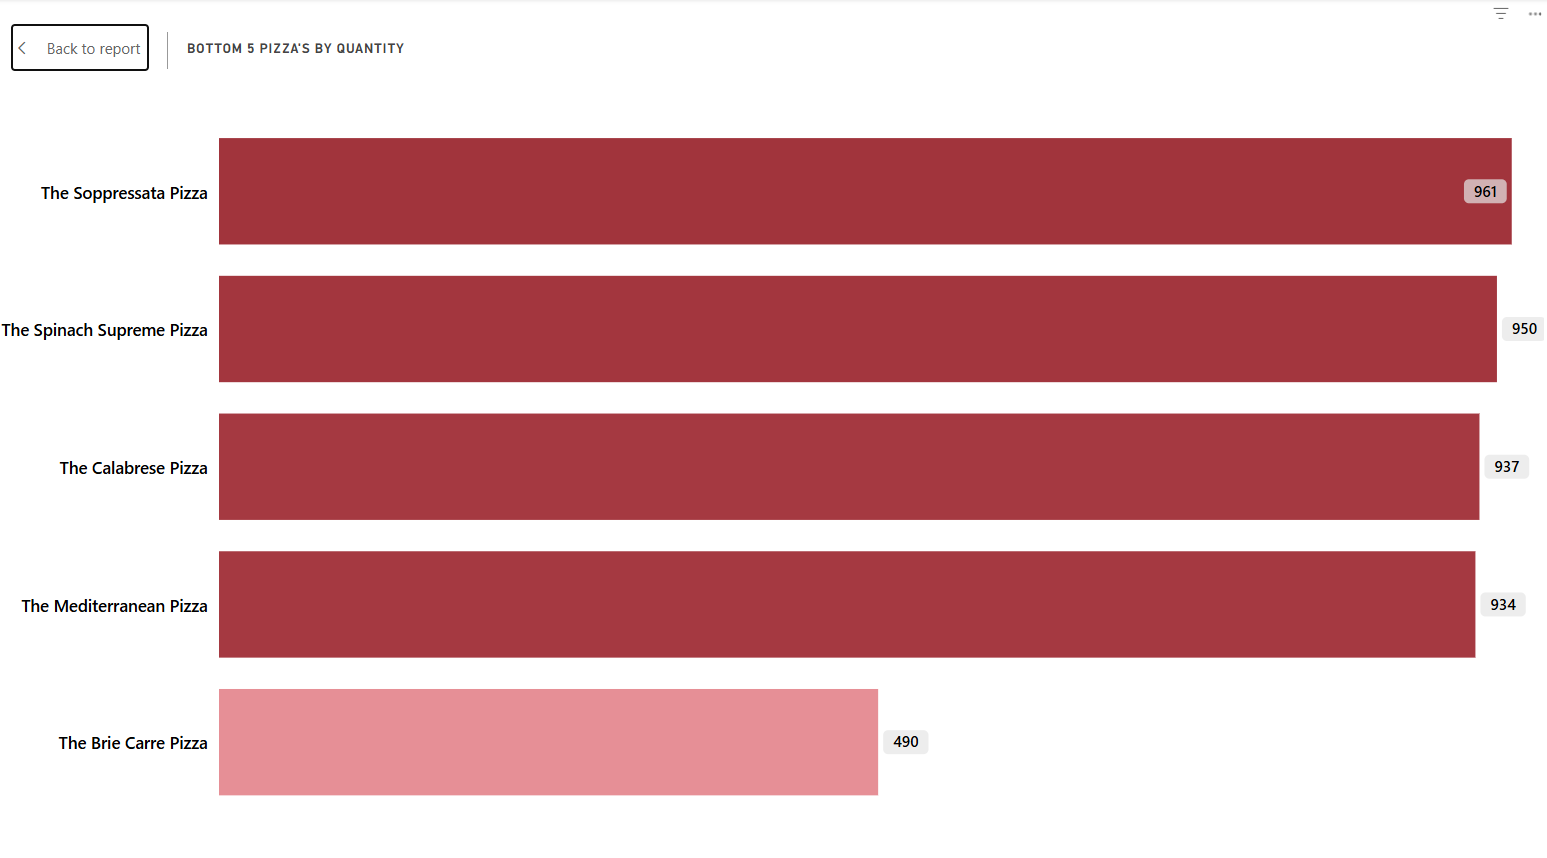 Back to report
BOTTOM 5 PIZZA'S BY QUANTITY
The Soppressata Pizza 961
The Spinach Supreme Pizza 950
The Calabrese Pizza 937
The Mediterranean Pizza 934
The Brie Carre Pizza 490